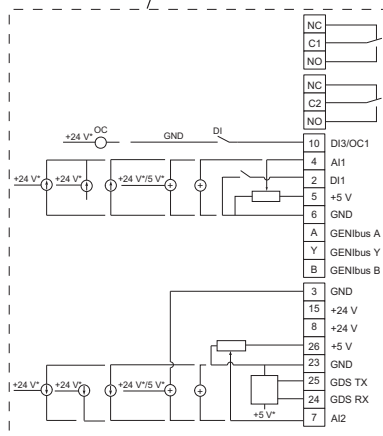 NC
C1
NO
NC
C2
NO
+24 V* OC GND DI 10 DI3/OC1
4 AI1
+24 V* +24 V* +24 V* +24 V*/5 V* 2 DI1
5 +5 V
6 GND
A GENIbus A
Y GENIbus Y
B GENIbus B
3 GND
15 +24 V
8 +24 V
26 +5 V
23 GND
+24 V* +24 V* +24 V* +24 V*/5 V* 25 GDS TX
24 GDS RX
+5 V* 7 AI2